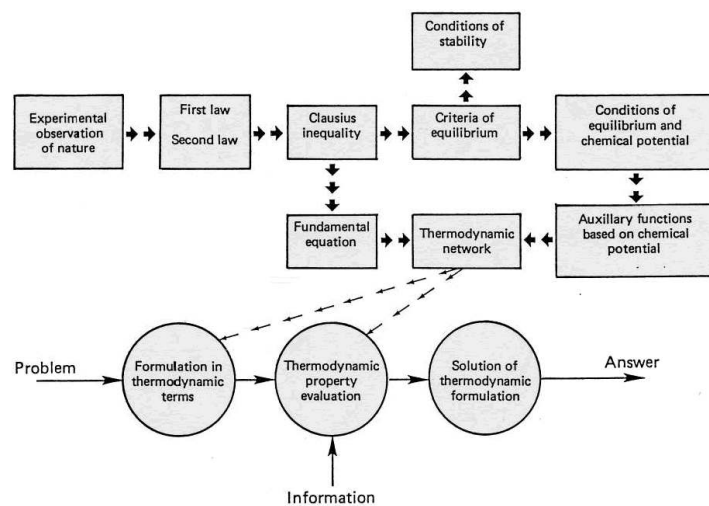 Conditions of
stability
Experimental
observation
of nature
First law
Second law
Clausius
inequality
Criteria of
equilibrium
Conditions of
equilibrium and
chemical potential
Fundamental
equation
Thermodynamic
network
Auxillary functions
based on chemical
potential
Problem
Formulation in
thermodynamic
terms
Thermodynamic
property
evaluation
Solution of
thermodynamic
formulation
Answer
Information